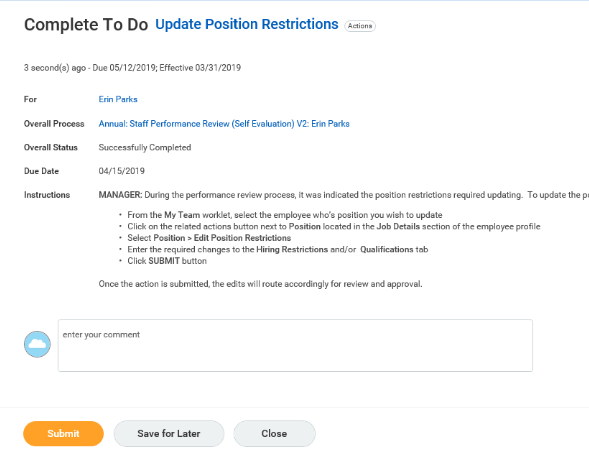 Complete To Do Update Position Restrictions Actions
3 second(s) ago - Due 05/12/2019; Effective 03/31/2019
For Erin Parks
Overall Process Annual: Staff Performance Review (Self Evaluation) V2: Erin Parks
Overall Status Successfully Completed
Due Date 04/15/2019
Instructions MANAGER: During the performance review process, it was indicated the position restrictions required updating. To update the
• From the My Team worklet, select the employee who's position you wish to update
• Click on the related actions button next to Position located in the Job Details section of the employee profile
• Select Position > Edit Position Restrictions
• Enter the required changes to the Hiring Restrictions and/or Qualifications tab
• Click SUBMIT button
Once the action is submitted, the edits will route accordingly for review and approval.
enter your comment
Submit Save for Later Close